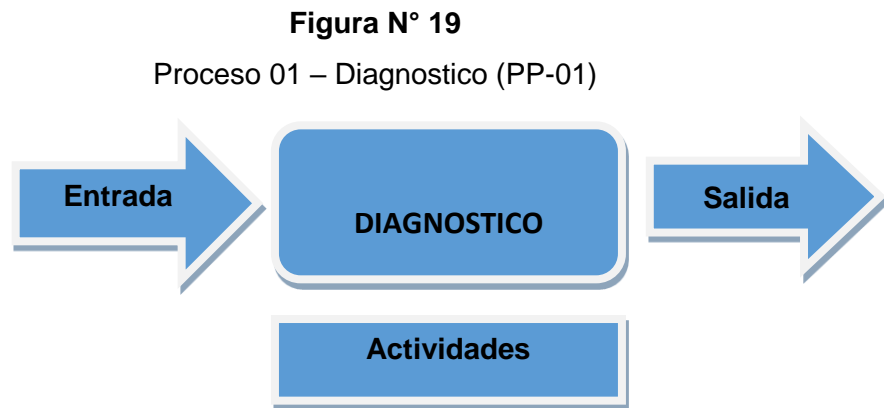 Figura N° 19
Proceso 01 – Diagnostico (PP-01)
Entrada
DIAGNOSTICO
Salida
Actividades